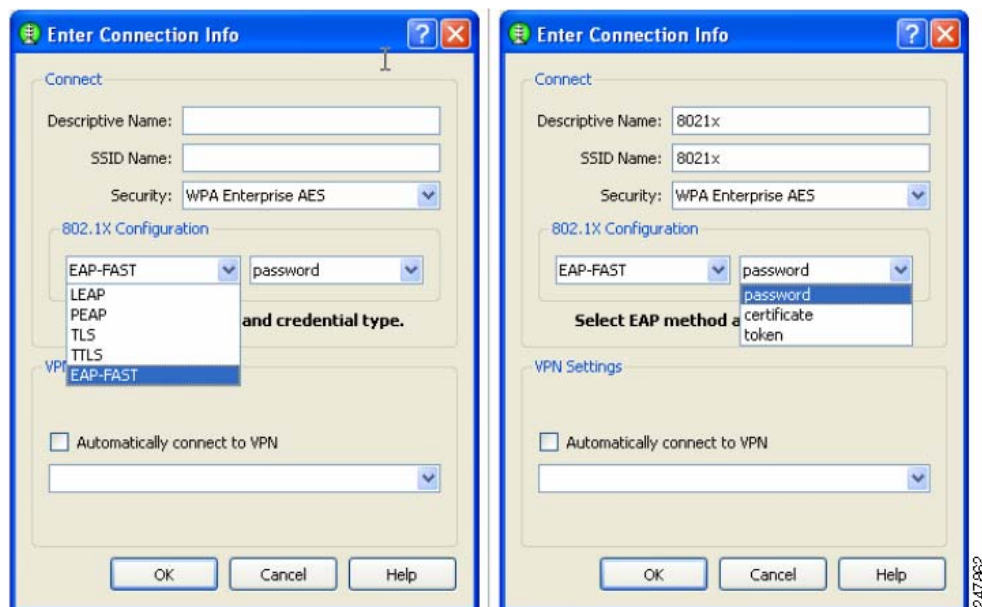 Enter Connection Info
Connect
Descriptive Name:
SSID Name:
Security: WPA Enterprise AES
802.1X Configuration
EAP-FAST password
LEAP
PEAP
TLS
TTLS
EAP-FAST
and credential type.
Automatically connect to VPN
OK Cancel Help
Enter Connection Info
Connect
Descriptive Name: 8021x
SSID Name: 8021x
Security: WPA Enterprise AES
802.1X Configuration
EAP-FAST password
password
certificate
token
Select EAP method a
VPN Settings
Automatically connect to VPN
OK Cancel Help
247862